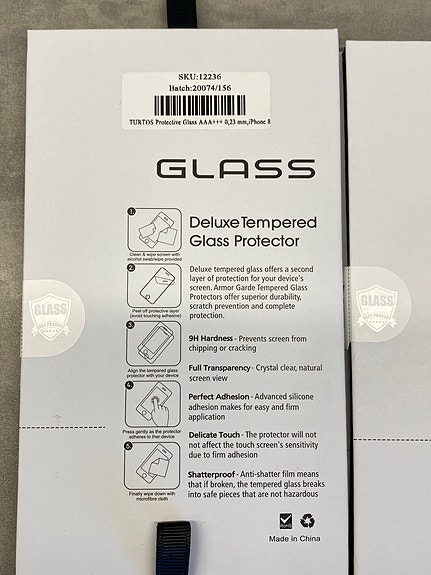 SKU:12236
Batch:20074/156
TURTOS Protective Glass AAA+++ 0,23 mm,iPhone 8
GLASS
1.
Clean & wipe screen with
alcohol swab/wipe provided
2.
Peel off protective layer
(avoid touching adhesive)
3.
Align the tempered glass
protector with your device
4.
Press gently as the protector
adheres to ther device
5.
Finally wipe down with
microfibre cloth
Deluxe Tempered
Glass Protector
Deluxe tempered glass offers a second
layer of protection for your device's
screen. Armor Garde Tempered Glass
Protectors offer superior durability,
scratch prevention and complete
protection.
9H Hardness - Prevents screen from
chipping or cracking
Full Transparency - Crystal clear, natural
screen view
Perfect Adhesion - Advanced silicone
adhesion makes for easy and firm
application
Delicate Touch - The protector will not
not affect the touch screen's sensitivity
due to firm adhesion
Shatterproof - Anti-shatter film means
that if broken, the tempered glass breaks
into safe pieces that are not hazardous
RoHS
Made in China
GLASS
GLASS